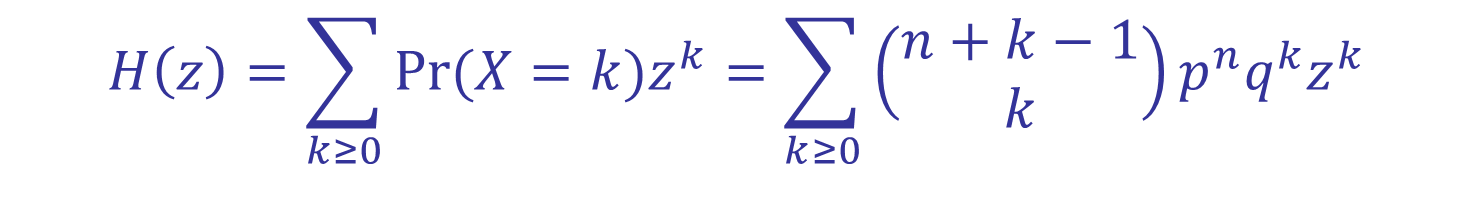 H(z) = ∑_{k≥0} Pr(X = k)z^k = ∑_{k≥0} \binom{n + k − 1}{k} p^n q^k z^k